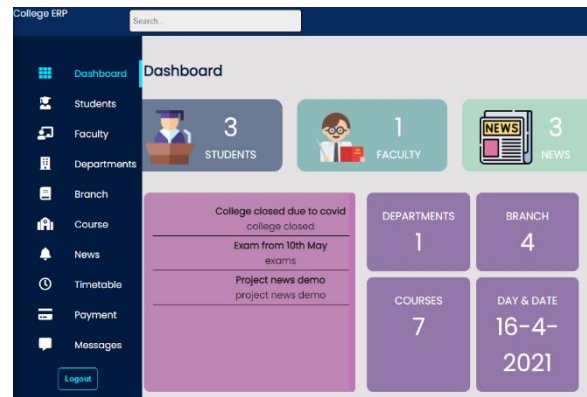 College ERP
Search...
Dashboard
Students
Faculty
Departments
Branch
Course
News
Timetable
Payment
Messages
Logout
Dashboard
3
STUDENTS
1
FACULTY
NEWS
3
NEWS
College closed due to covid
college closed
Exam from 10th May
exams
Project news demo
project news demo
DEPARTMENTS
1
BRANCH
4
COURSES
7
DAY & DATE
16-4-
2021